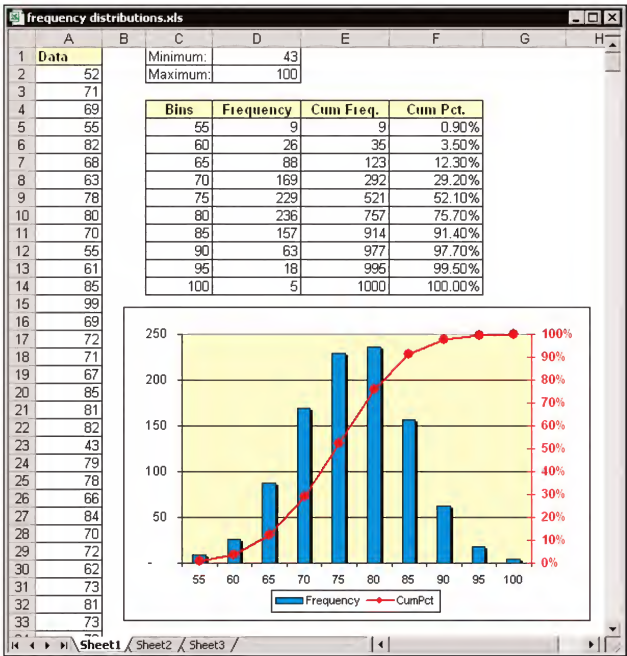 frequency distributions.xls
A B C D E F G H
1 Data Minimum: 43
2 52 Maximum: 100
3 71
4 69 Bins Frequency Cum Freq. Cum Pct.
5 55 55 9 9 0.90%
6 82 60 26 35 3.50%
7 68 65 88 123 12.30%
8 63 70 169 292 29.20%
9 78 75 229 521 52.10%
10 80 80 236 757 75.70%
11 70 85 157 914 91.40%
12 55 90 63 977 97.70%
13 61 95 18 995 99.50%
14 85 100 5 1000 100.00%
15 99
16 69
17 72
18 71
19 67
20 85
21 81
22 82
23 43
24 79
25 78
26 66
27 84
28 70
29 72
30 62
31 73
32 81
33 73
250
200
150
100
50
-
100%
90%
80%
70%
60%
50%
40%
30%
20%
10%
0%
55 60 65 70 75 80 85 90 95 100
Frequency CumPct
Sheet1 / Sheet2 / Sheet3 /